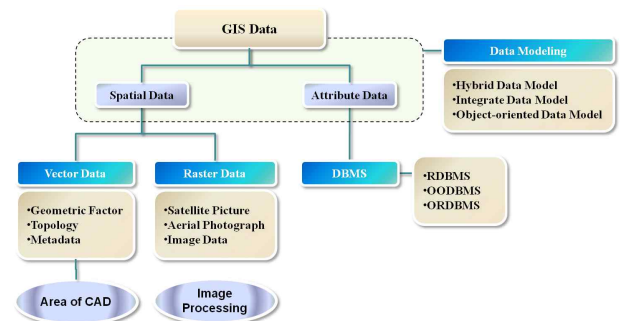 GIS Data
Data Modeling
•Hybrid Data Model
•Integrate Data Model
•Object-oriented Data Model
Spatial Data
Attribute Data
Vector Data
Raster Data
DBMS
•RDBMS
•OODBMS
•ORDBMS
•Geometric Factor
•Topology
•Metadata
•Satellite Picture
•Aerial Photograph
•Image Data
Area of CAD
Image
Processing